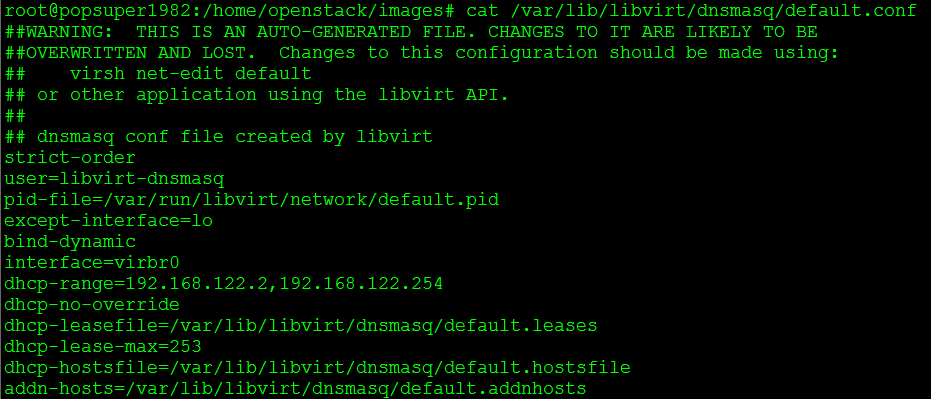 root@popsuper1982:/home/openstack/images# cat /var/lib/libvirt/dnsmasq/default.conf
##WARNING:  THIS IS AN AUTO-GENERATED FILE. CHANGES TO IT ARE LIKELY TO BE
##OVERWRITTEN AND LOST.  Changes to this configuration should be made using:
##    virsh net-edit default
## or other application using the libvirt API.
##
## dnsmasq conf file created by libvirt
strict-order
user=libvirt-dnsmasq
pid-file=/var/run/libvirt/network/default.pid
except-interface=lo
bind-dynamic
interface=virbr0
dhcp-range=192.168.122.2,192.168.122.254
dhcp-no-override
dhcp-leasefile=/var/lib/libvirt/dnsmasq/default.leases
dhcp-lease-max=253
dhcp-hostsfile=/var/lib/libvirt/dnsmasq/default.hostsfile
addn-hosts=/var/lib/libvirt/dnsmasq/default.addnhosts